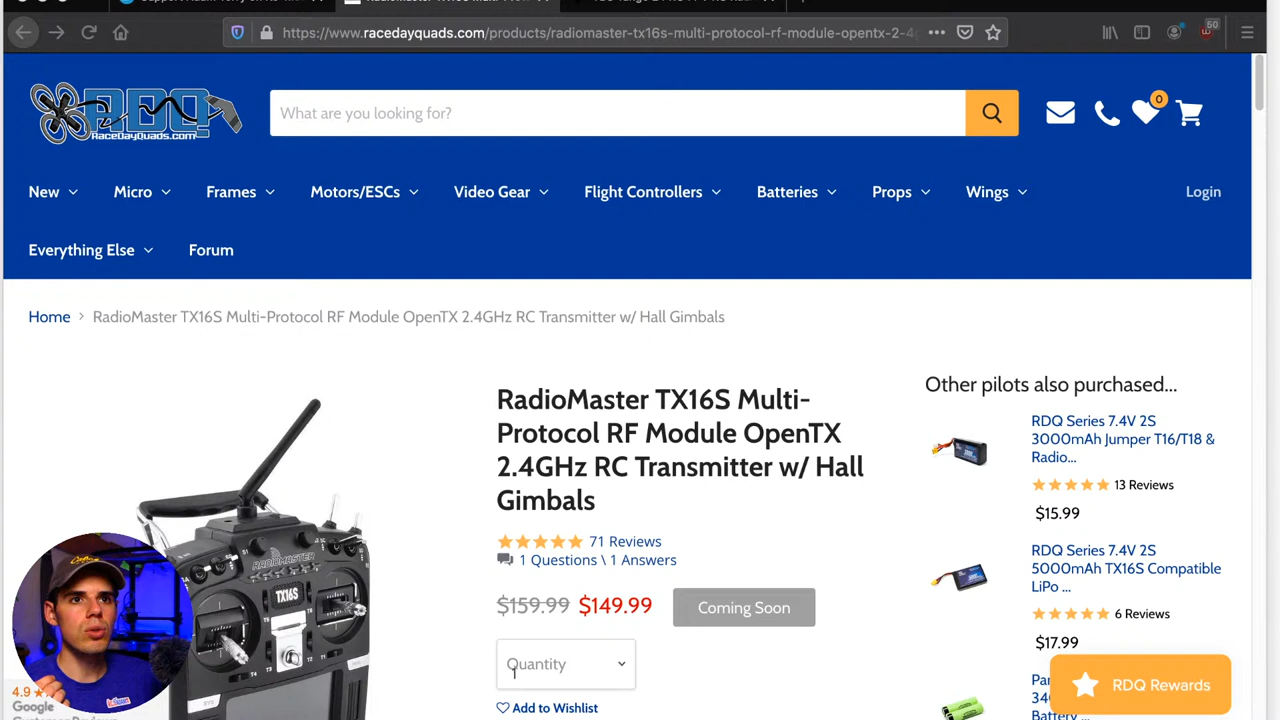 https://www.racedayquads.com/products/radiomaster-tx16s-multi-protocol-rf-module-opentx-2-4g
50
RDQ
RaceDayQuads.com
What are you looking for?
0
New
Micro
Frames
Motors/ESCs
Video Gear
Flight Controllers
Batteries
Props
Wings
Login
Everything Else
Forum
Home > RadioMaster TX16S Multi-Protocol RF Module OpenTX 2.4GHz RC Transmitter w/ Hall Gimbals
RadioMaster TX16S Multi-
Protocol RF Module OpenTX
2.4GHz RC Transmitter w/ Hall
Gimbals
71 Reviews
1 Questions \ 1 Answers
$159.99 $149.99
Coming Soon
Quantity
Add to Wishlist
Other pilots also purchased...
RDQ Series 7.4V 2S
3000mAh Jumper T16/T18 &
Radio...
13 Reviews
$15.99
RDQ Series 7.4V 2S
5000mAh TX16S Compatible
LiPo ...
6 Reviews
$17.99
RDQ Rewards
RADIOMASTER
TX16S
4.9
Google